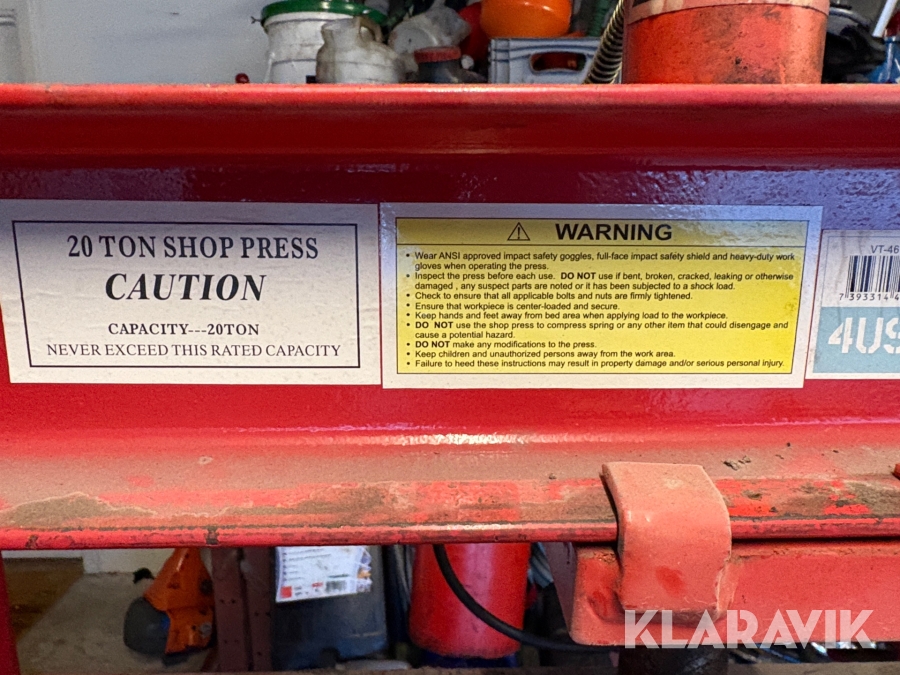 20 TON SHOP PRESS
CAUTION
CAPACITY---20TON
NEVER EXCEED THIS RATED CAPACITY
WARNING
• Wear ANSI approved impact safety goggles, full-face impact safety shield and heavy-duty work
gloves when operating the press.
• Inspect the press before each use. DO NOT use if bent, broken, cracked, leaking or otherwise
damaged , any suspect parts are noted or it has been subjected to a shock load.
• Check to ensure that all applicable bolts and nuts are firmly tightened.
• Ensure that workpiece is center-loaded and secure.
• Keep hands and feet away from bed area when applying load to the workpiece.
• DO NOT use the shop press to compress spring or any other item that could disengage and
cause a potential hazard.
• DO NOT make any modifications to the press.
• Keep children and unauthorized persons away from the work area.
• Failure to heed these instructions may result in property damage and/or serious personal injury.
VT-46
7 393314 4
4US
KLARAVIK